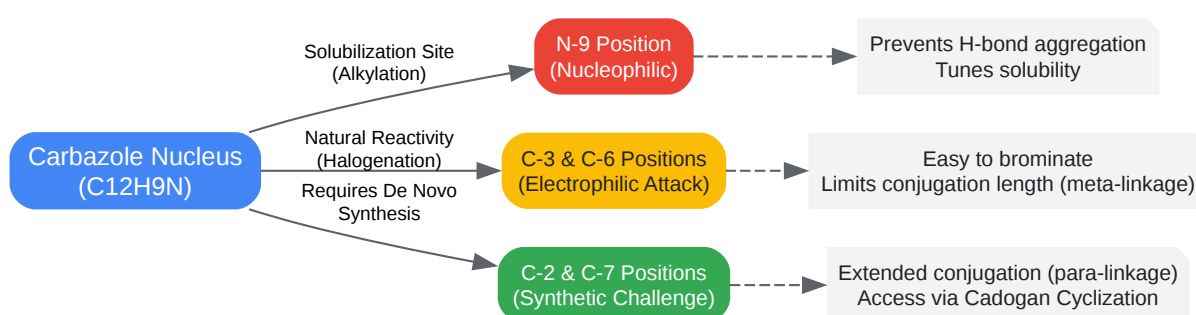 Carbazole Nucleus
(C12H9N)
Solubilization Site
(Alkylation)
N-9 Position
(Nucleophilic)
Prevents H-bond aggregation
Tunes solubility
Natural Reactivity
(Halogenation)
C-3 & C-6 Positions
(Electrophilic Attack)
Easy to brominate
Limits conjugation length (meta-linkage)
Requires De Novo
Synthesis
C-2 & C-7 Positions
(Synthetic Challenge)
Extended conjugation (para-linkage)
Access via Cadogan Cyclization